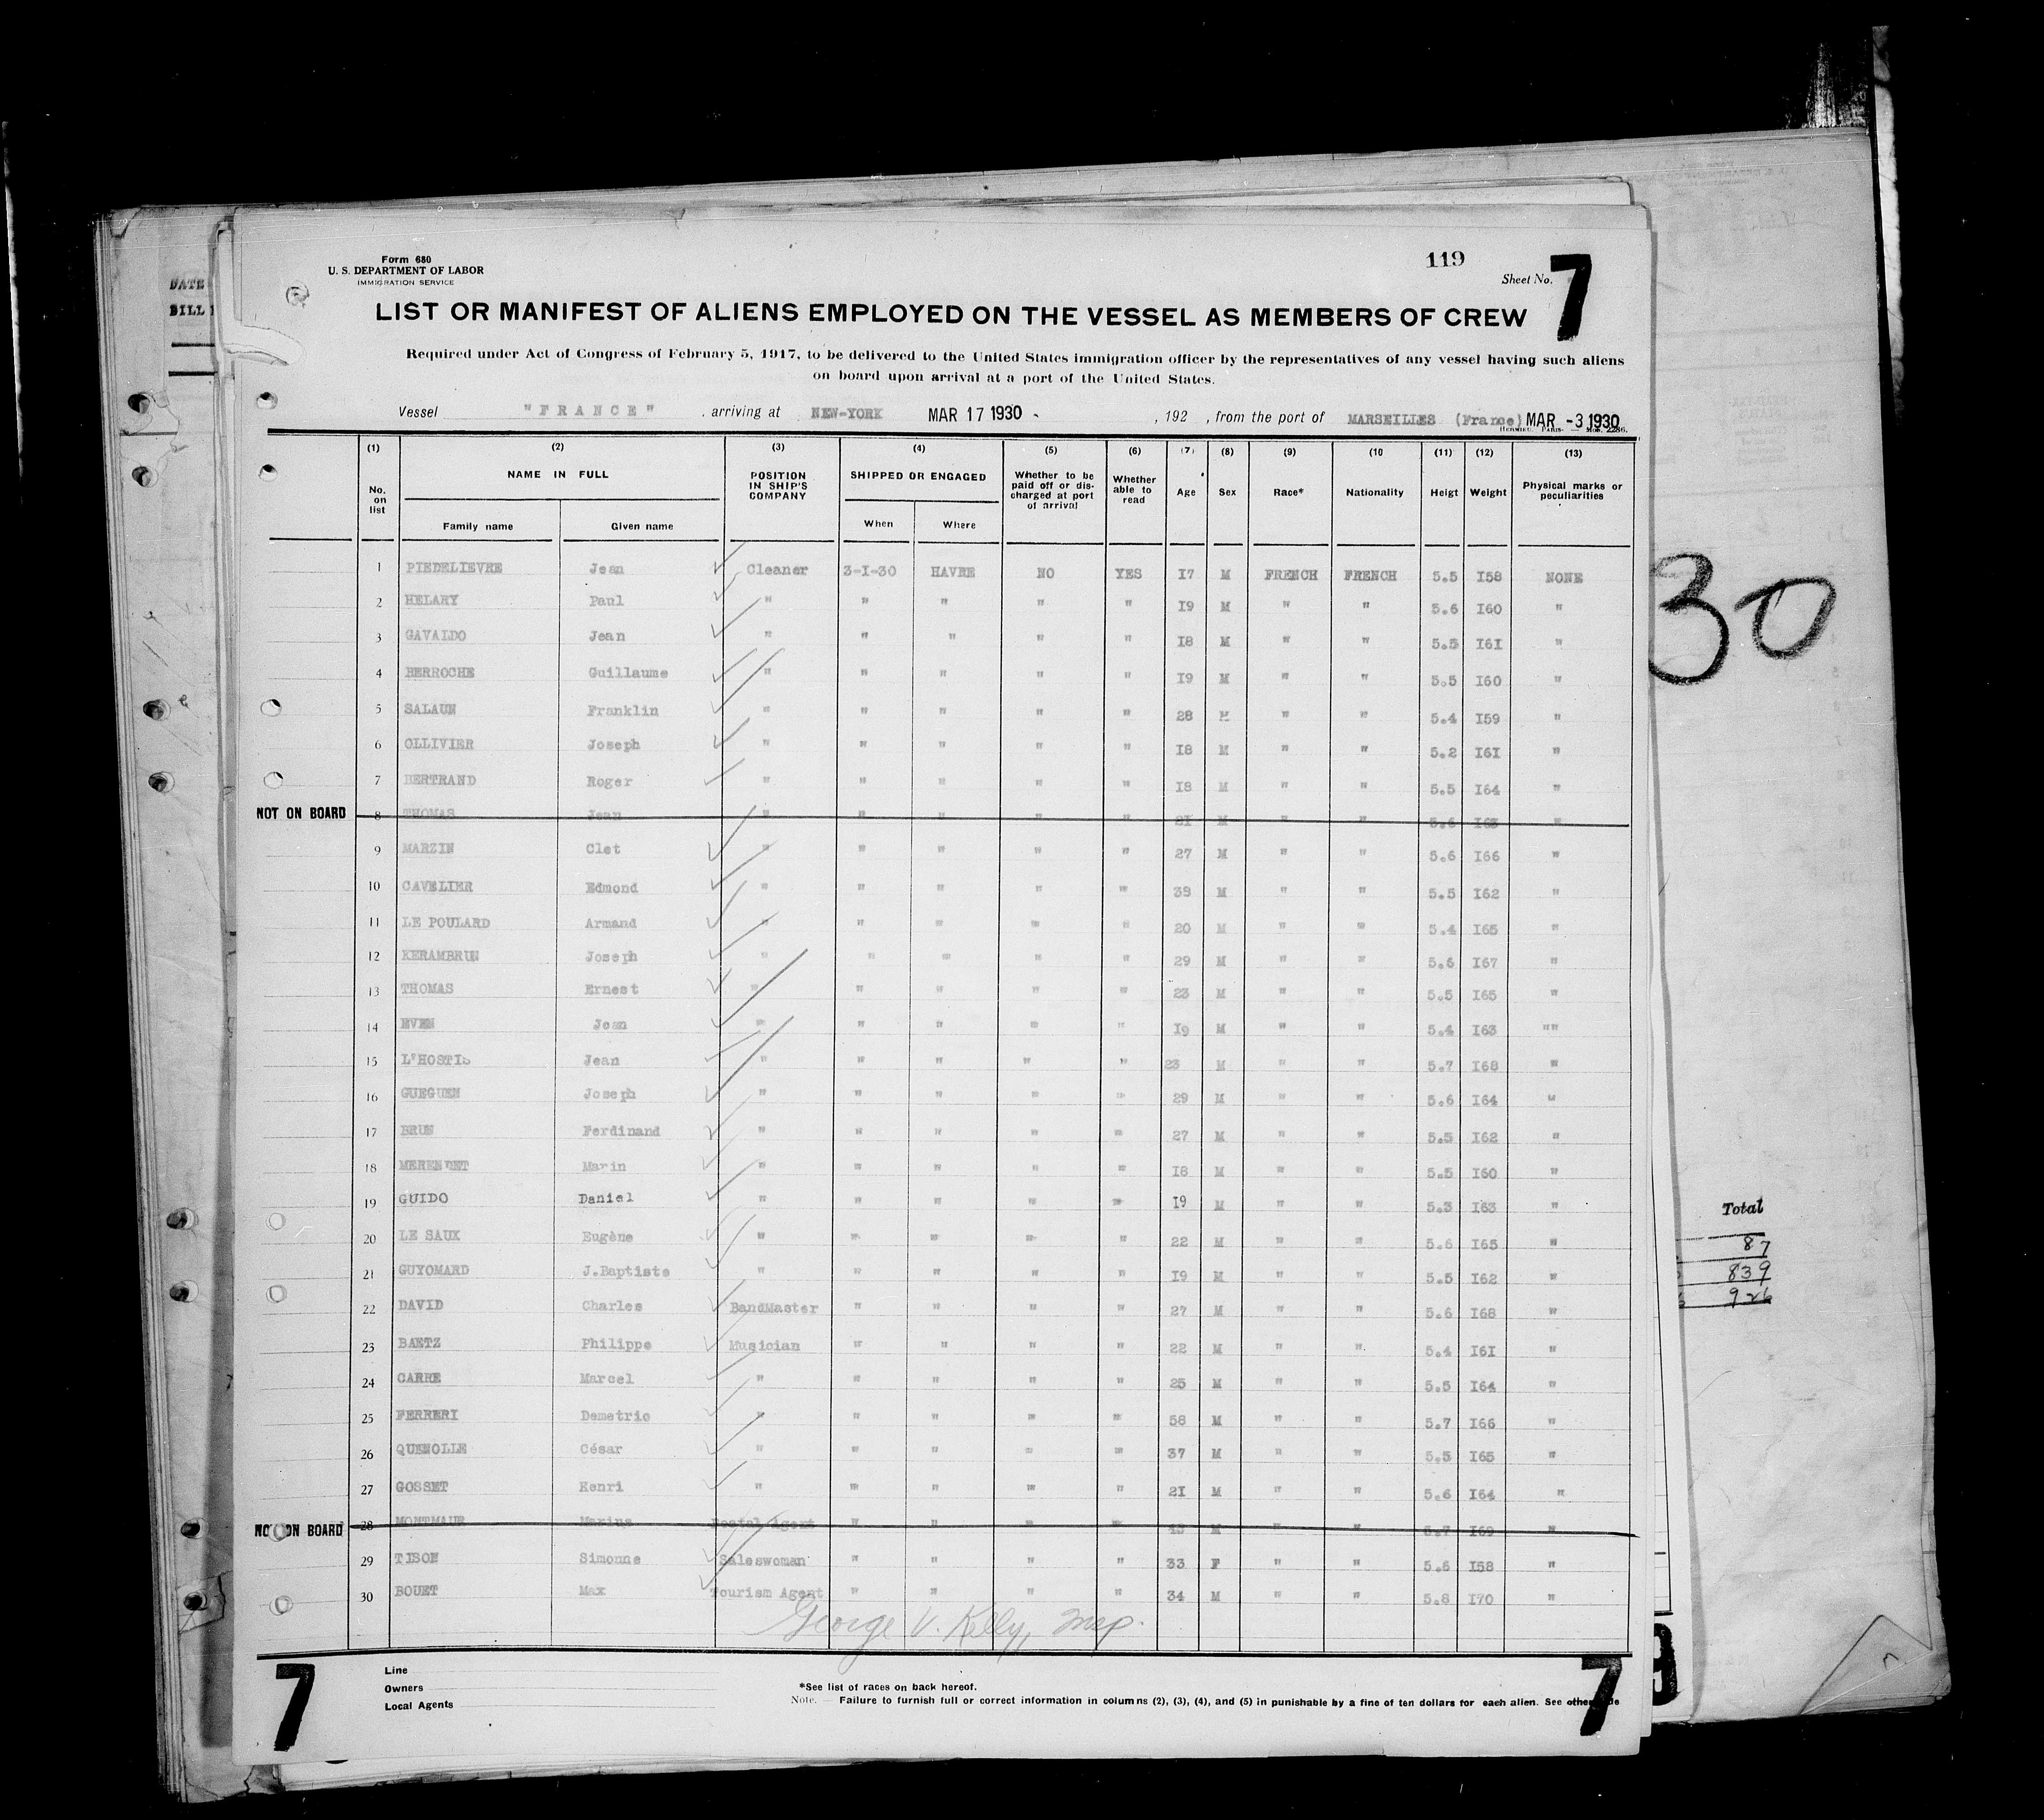 DATE
BILL
119
Form 680
U. S. DEPARTMENT OF LABOR
IMMIGRATION SERVICE
Sheet No. 7
LIST OR MANIFEST OF ALIENS EMPLOYED ON THE VESSEL AS MEMBERS OF CREW
Required under Act of Congress of February 5, 1917, to be delivered to the United States immigration officer by the representatives of any vessel having such aliens
on board upon arrival at a port of the United States.
Vessel "FRANCE" , arriving at NEW-YORK MAR 17 1930 , 192 , from the port of MARSEILLES (France) MAR -3 1930
(1) (2) (3) (4) (5) (6) (7) (8) (9) (10 (11) (12) (13)
No. on list NAME IN FULL POSITION IN SHIP'S COMPANY SHIPPED OR ENGAGED Whether to be paid off or dis-charged at port of arrival Whether able to read Age Sex Race* Nationality Heigt Weight Physical marks or peculiarities
Family name Given name When Where
1 PIEDELIEVRE Jean Cleaner 3-I-30 HAVRE NO YES I7 M FRENCH FRENCH 5.5 I58 NONE
2 HELARY Paul " " " " " I9 M " " 5.6 I60 "
3 GAVALDO Jean " " " " " I8 M " " 5.5 I6I "
4 BERROCHE Guillaume " " " " " I9 M " " 5.5 I60 "
5 SALAUN Franklin " " " " " 28 M " " 5.4 I59 "
6 OLLIVIER Joseph " " " " " I8 M " " 5.2 I6I "
7 BERTRAND Roger " " " " " I8 M " " 5.5 I64 "
NOT ON BOARD 8 THOMAS Jean " " " " " 2I M " " 5.6 I63 "
9 MARZIN Clet " " " " " 27 M " " 5.6 I66 "
10 CAVELIER Edmond " " " " " 38 M " " 5.5 I62 "
11 LE POULARD Armand " " " " " 20 M " " 5.4 I65 "
12 KERAMBRUN Joseph " " " " " 29 M " " 5.6 I67 "
13 THOMAS Ernest " " " " " 23 M " " 5.5 I65 "
14 EVEN Jean " " " " " I9 M " " 5.4 I63 ""
15 L'HOSTIS Jean " " " " " 23 M " " 5.7 I68 "
16 GUEGUEN Joseph " " " " " 29 M " " 5.6 I64 "
17 BRUN Ferdinand " " " " " 27 M " " 5.5 I62 "
18 MERENDET Marin " " " " " I8 M " " 5.5 I60 "
19 GUIDO Daniel " " " " " I9 M " " 5.3 I63 "
20 LE SAUX Eugène " " " " " 22 M " " 5.6 I65 "
21 GUYOMARD J.Baptiste " " " " " I9 M " " 5.5 I62 "
22 DAVID Charles BandMaster " " " " 27 M " " 5.6 I68 "
23 BAETZ Philippe Musician " " " " 22 M " " 5.4 I6I "
24 CARRE Marcel " " " " " 25 M " " 5.5 I64 "
25 FERRERI Demetrio " " " " " 58 M " " 5.7 I66 "
26 QUENOLLE César " " " " " 37 M " " 5.5 I65 "
27 GOSSET Henri " " " " " 2I M " " 5.6 I64 "
NOT ON BOARD 28 MONTMAUR Marius Postal Agent " " " " M " " 5.7 I69 "
29 TISON Simonne Saleswoman " " " " 33 F " " 5.6 I58 "
30 BOUET Max Tourism Agent " " " " 34 M " " 5.8 I70 "
George V. Kelly, Insp.
Line
Owners
Local Agents
*See list of races on back hereof.
Note. — Failure to furnish full or correct information in columns (2), (3), (4), and (5) in punishable by a fine of ten dollars for each alien. See other side
7
7
30
Total
87
839
926
9